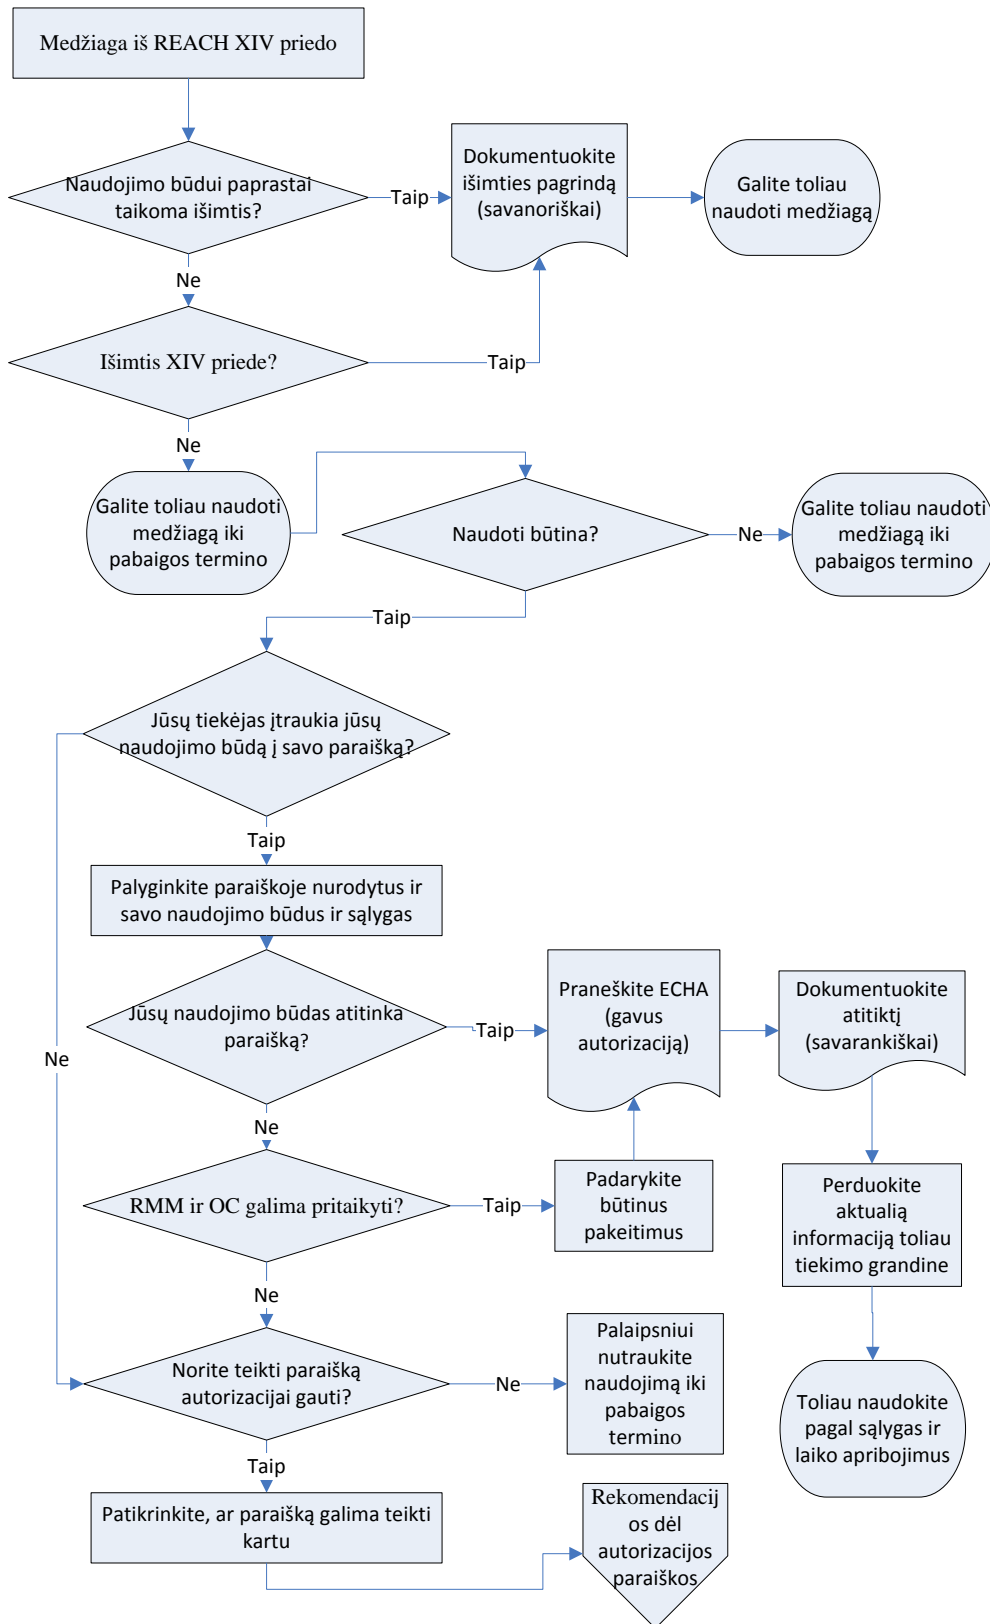 Medžiaga iš REACH XIV priedo
Naudojimo būdui paprastai
taikoma išimtis?
Taip
Dokumentuokite
išimties pagrindą
(savanoriškai)
Galite toliau
naudoti medžiagą
Ne
Išimtis XIV priede?
Taip
Ne
Galite toliau naudoti
medžiagą iki
pabaigos termino
Naudoti būtina?
Ne
Galite toliau naudoti
medžiagą iki
pabaigos termino
Taip
Jūsų tiekėjas įtraukia jūsų
naudojimo būdą į savo paraišką?
Taip
Palyginkite paraiškoje nurodytus ir
savo naudojimo būdus ir sąlygas
Jūsų naudojimo būdas atitinka
paraišką?
Taip
Praneškite ECHA
(gavus
autorizaciją)
Dokumentuokite
atitiktį
(savarankiškai)
Ne
Ne
RMM ir OC galima pritaikyti?
Taip
Padarykite
būtinus
pakeitimus
Perduokite
aktualią
informaciją toliau
tiekimo grandine
Ne
Norite teikti paraišką
autorizacijai gauti?
Ne
Palaipsniui
nutraukite
naudojimą iki
pabaigos
termino
Toliau naudokite
pagal sąlygas ir
laiko apribojimus
Taip
Patikrinkite, ar paraišką galima teikti
kartu
Rekomendacij
os dėl
autorizacijos
paraiškos